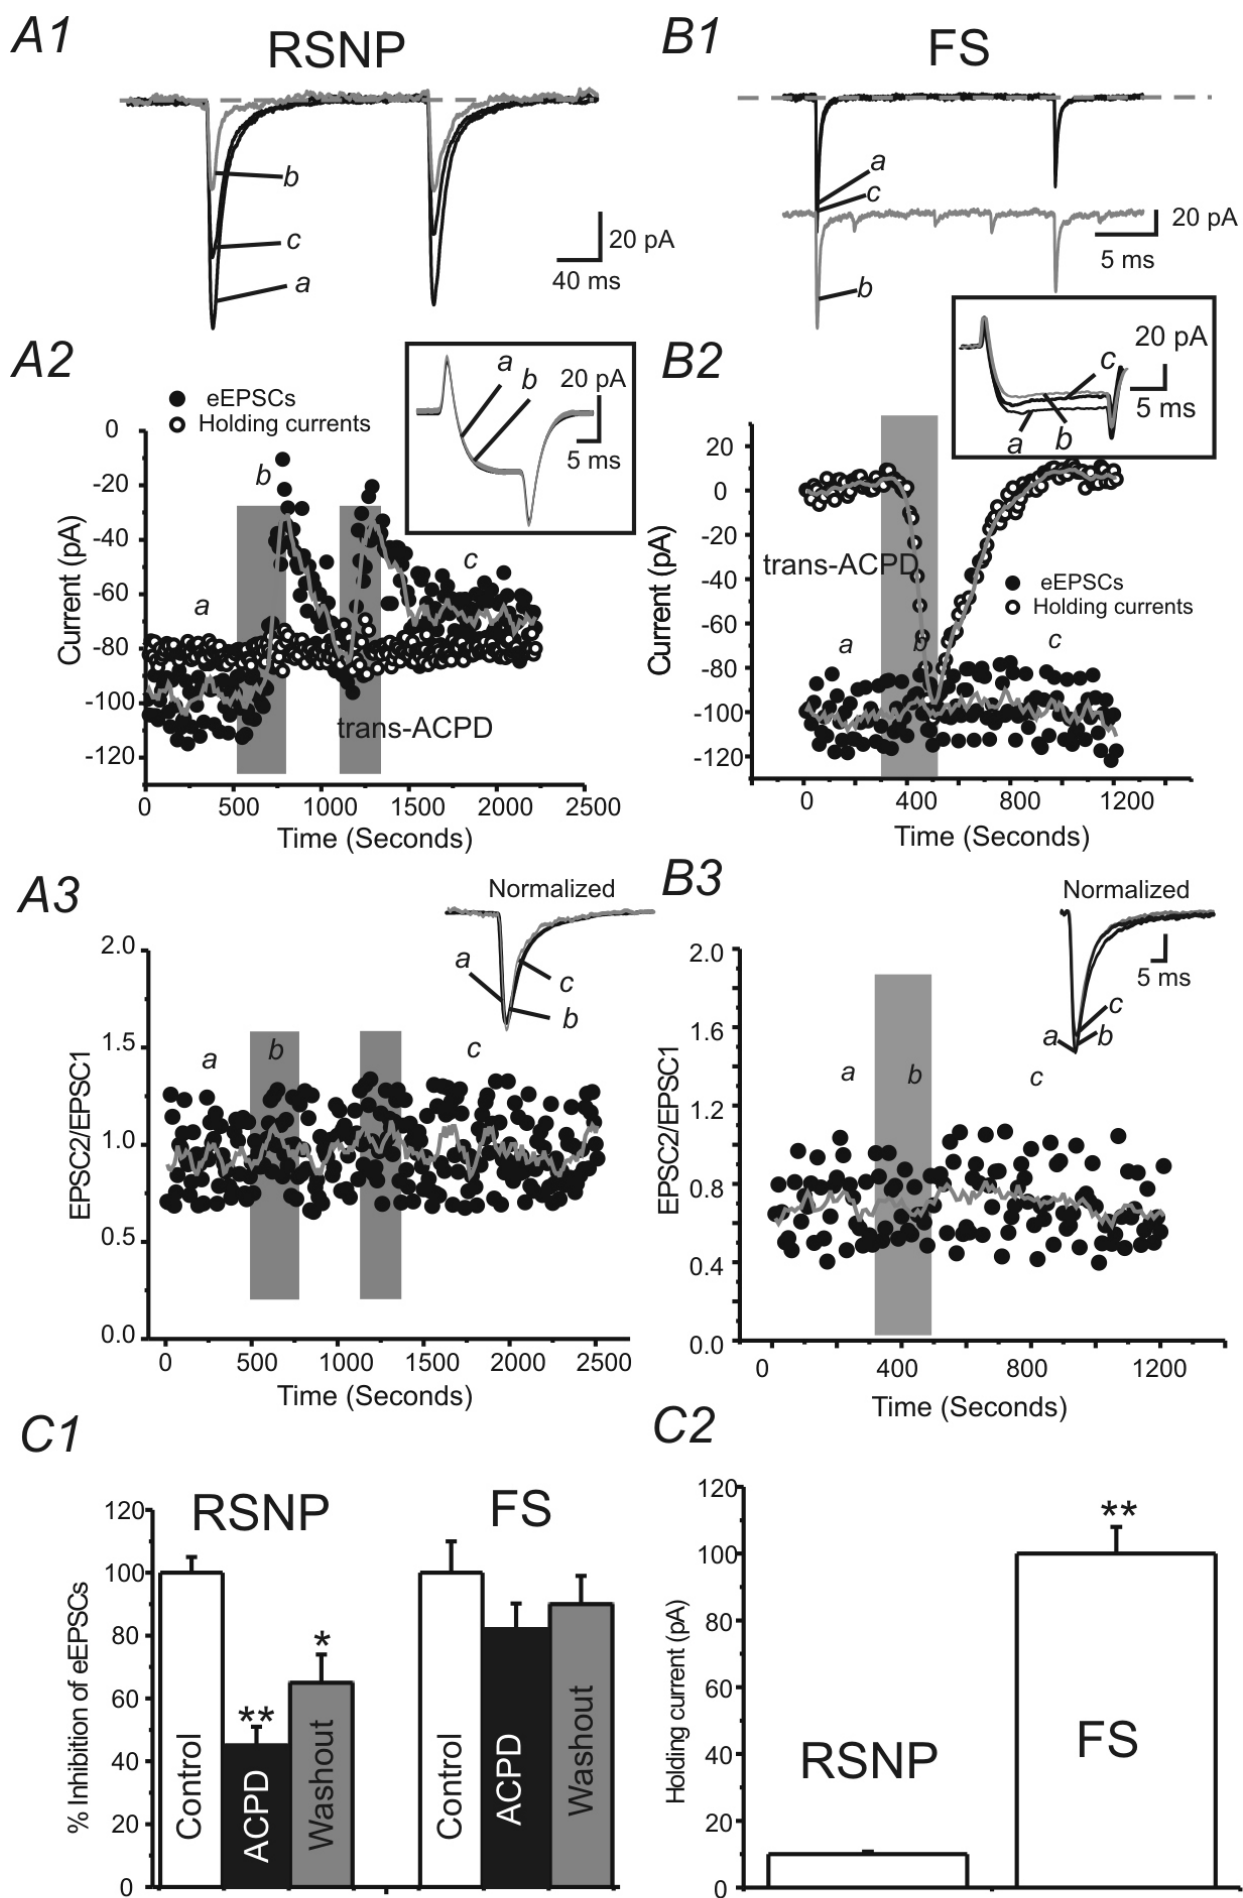 A1
RSNP
b
c
a
20 pA
40 ms
B1
FS
a
c
b
20 pA
5 ms
A2
eEPSCs
Holding currents
a
b
20 pA
5 ms
0
-20
-40
-60
-80
-100
-120
Current (pA)
a
b
c
trans-ACPD
0
500
1000
1500
2000
2500
Time (Seconds)
B2
20 pA
5 ms
c
a
b
20
0
-20
-40
-60
-80
-100
-120
Current (pA)
trans-ACPD
eEPSCs
Holding currents
a
b
c
0
400
800
1200
Time (Seconds)
A3
Normalized
a
c
b
2.0
1.5
1.0
0.5
0.0
EPSC2/EPSC1
a
b
c
0
500
1000
1500
2000
2500
Time (Seconds)
B3
Normalized
5 ms
c
a
b
2.0
1.6
1.2
0.8
0.4
0.0
EPSC2/EPSC1
a
b
c
0
400
800
1200
Time (Seconds)
C1
RSNP
FS
120
100
80
60
40
20
0
% Inhibition of eEPSCs
Control
**
ACPD
*
Washout
Control
ACPD
Washout
C2
120
100
80
60
40
20
0
Holding current (pA)
RSNP
**
FS